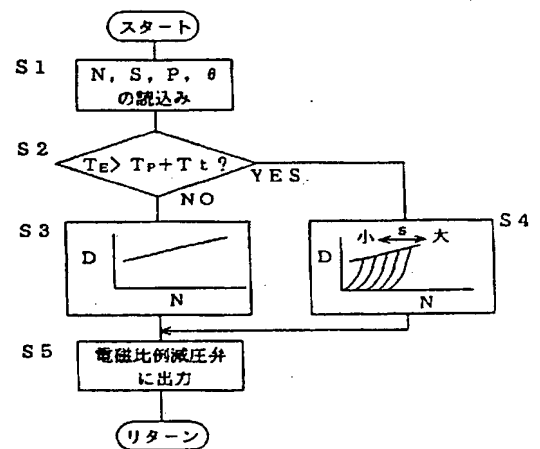 スタート
S1
N, S, P, θ
の読込み
S2
TE> TP+Tt?
YES
NO
S3
D
N
S4
小 s 大
D
N
S5
電磁比例減圧弁
に出力
リターン